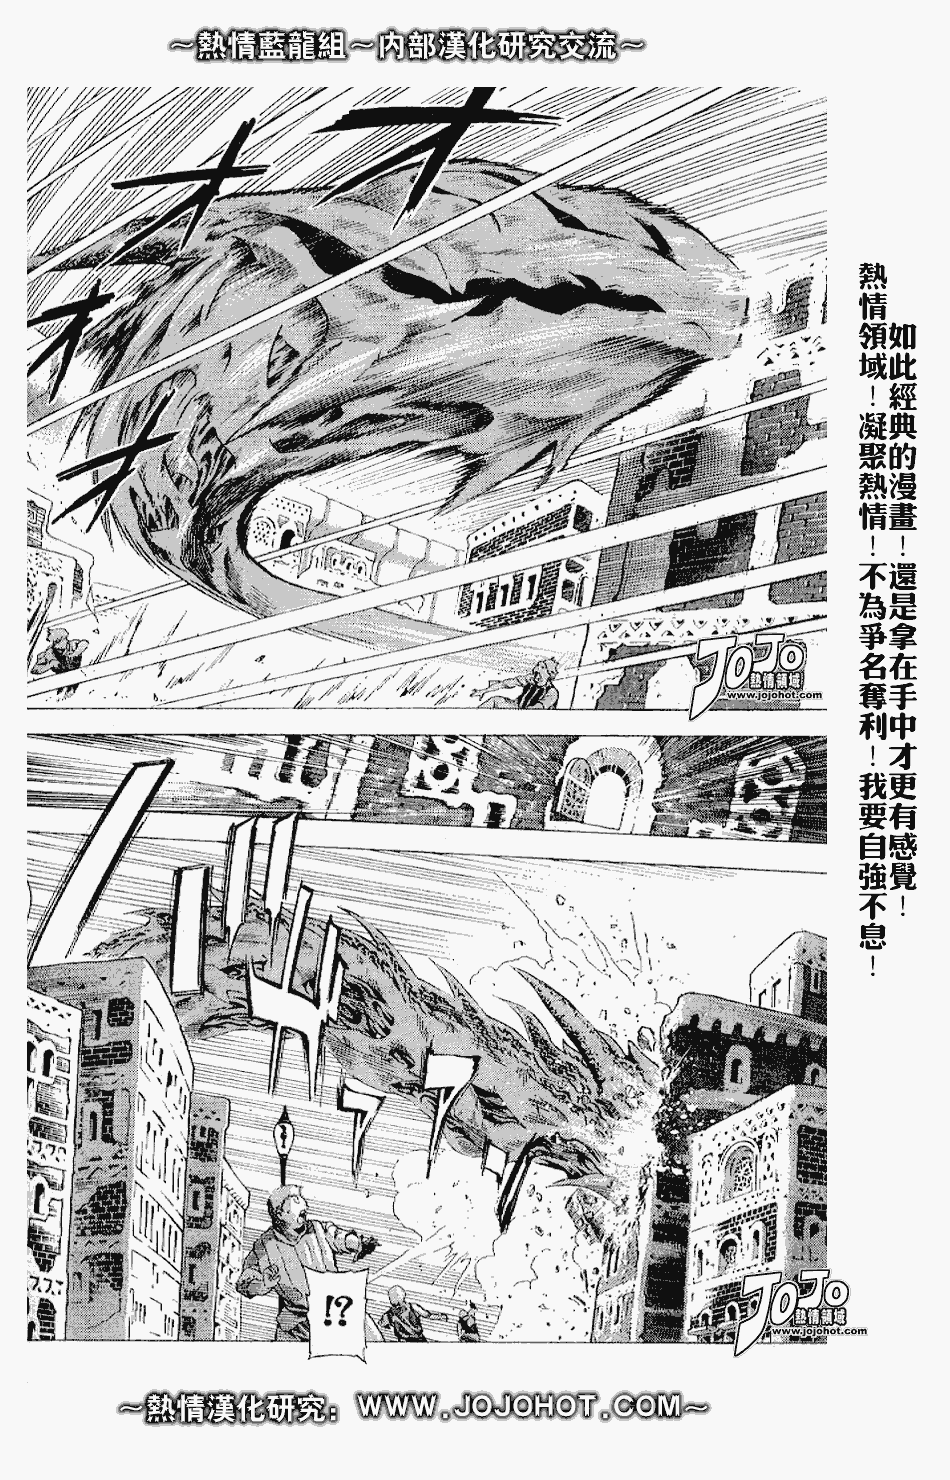 ～熱情藍龍組～內部漢化研究交流～
如此經典的漫畫！還是拿在手中才更有感覺！
熱情領域！凝聚熱情！不為爭名奪利！我要自強不息！
オオオオ
JOJO
熱情領域
www.jojohot.com
!?
JOJO
熱情領域
www.jojohot.com
～熱情漢化研究：WWW.JOJOHOT.COM～